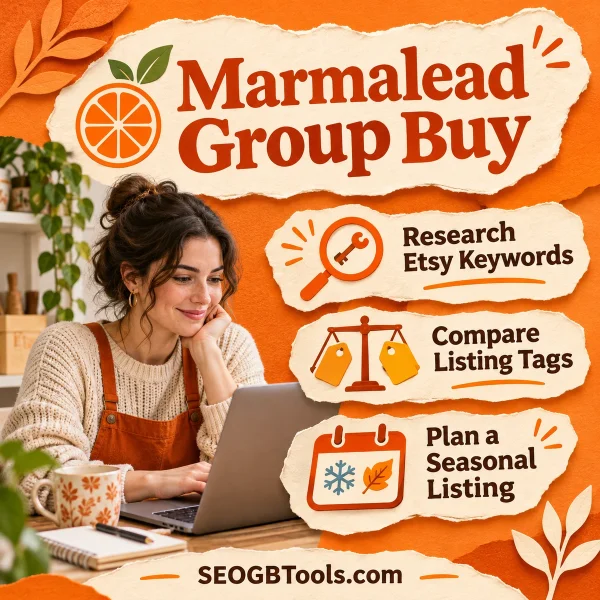 Marmalead
Group Buy
Research
Etsy Keywords
Compare
Listing Tags
Plan a
Seasonal
Listing
SEOGBTools.com